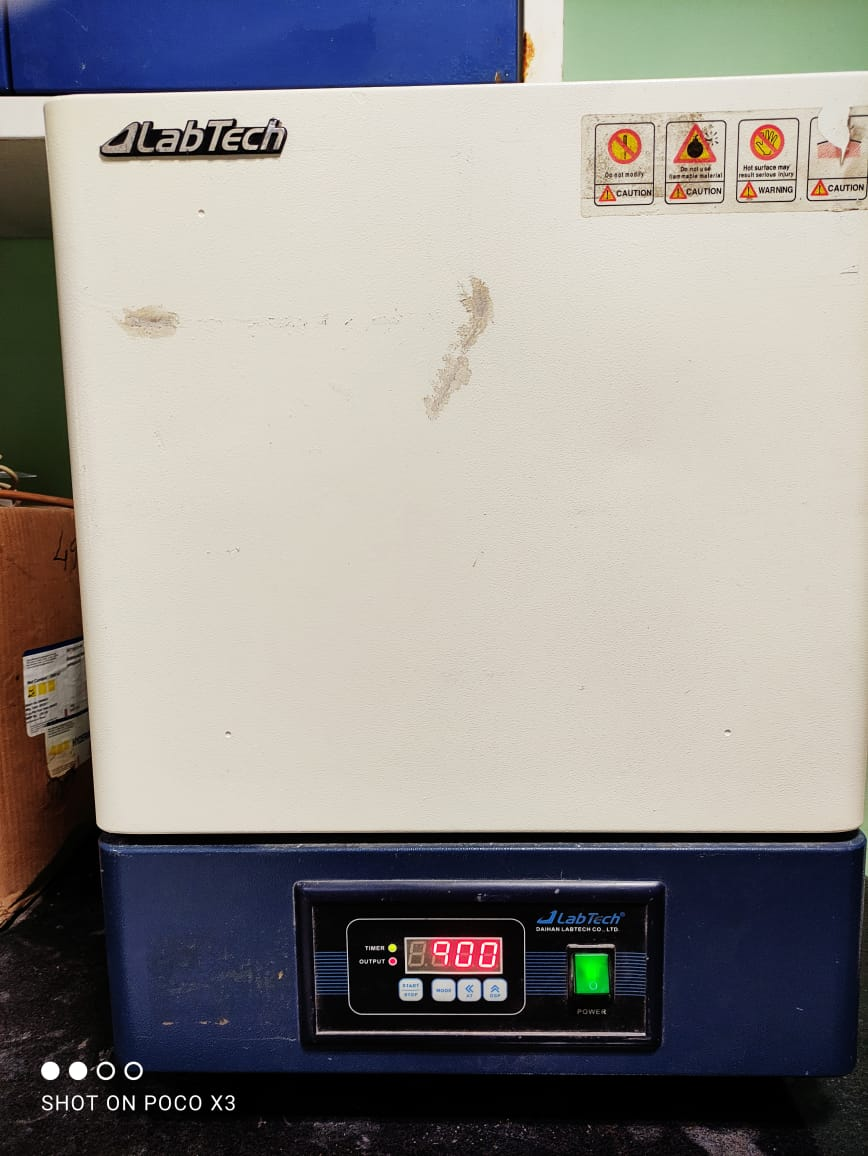 LabTech
Do not modify
CAUTION
Do not use
flammable material
CAUTION
Hot surface may
result serious injury
WARNING
CAUTION
LabTech®
DAIHAN LABTECH CO., LTD.
TIMER
OUTPUT
900
START
STOP
MODE
AT
DSP
POWER
SHOT ON POCO X3